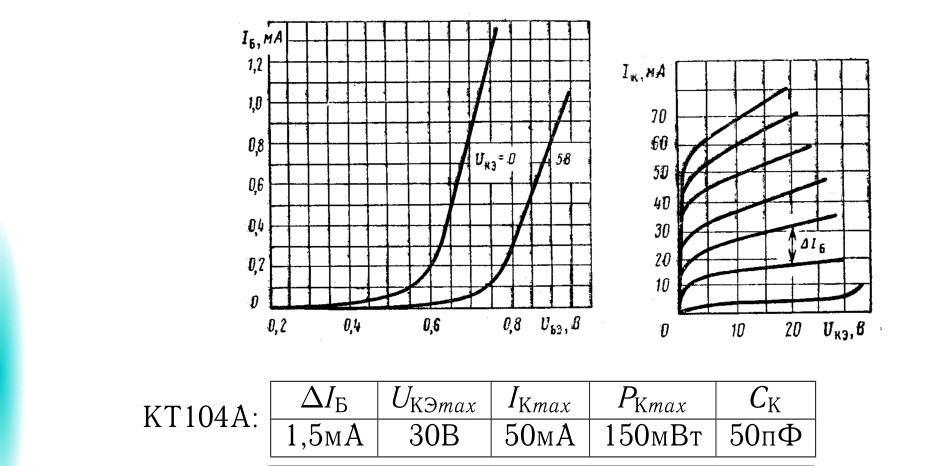 I_Б, мА
1,2
1,0
0,8
0,6
0,4
0,2
0
U_КЭ=0
5В
0,2 0,4 0,6 0,8 U_БЭ, В
I_К, мА
70
60
50
40
30
20
10
0
ΔI_Б
10 20 U_КЭ, В
КТ104А:
ΔI_Б U_КЭmax I_Кmax P_Кmax C_К
1,5мА 30В 50мА 150мВт 50пФ